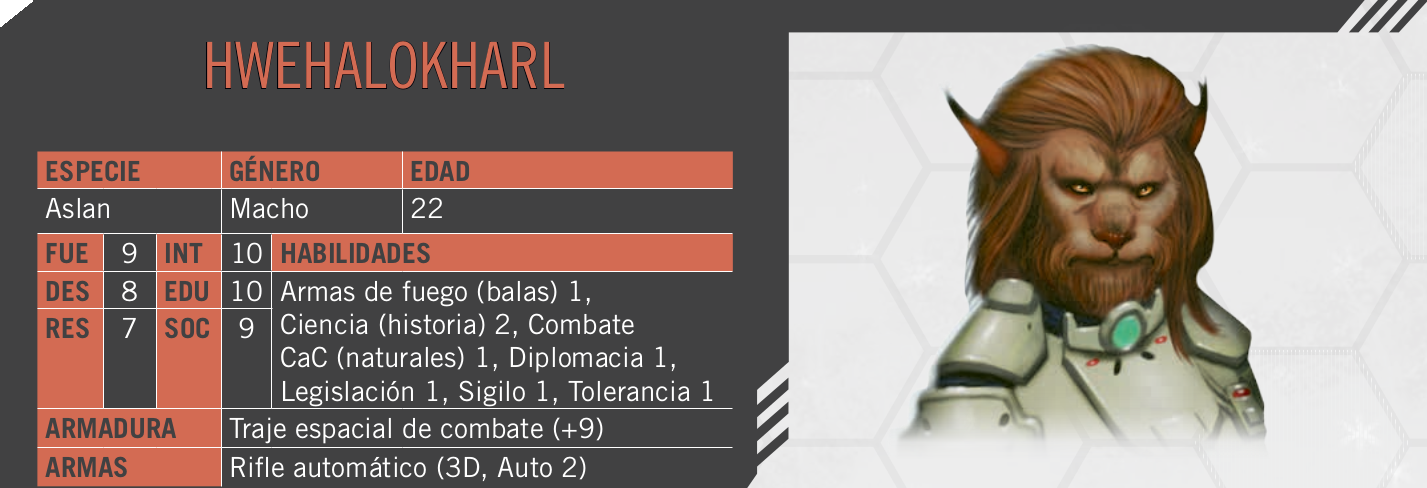 HWEHALOKHARL
ESPECIE GÉNERO EDAD
Aslan Macho 22
FUE 9 INT 10 HABILIDADES
DES 8 EDU 10 Armas de fuego (balas) 1,
RES 7 SOC 9 Ciencia (historia) 2, Combate
CaC (naturales) 1, Diplomacia 1,
Legislación 1, Sigilo 1, Tolerancia 1
ARMADURA Traje espacial de combate (+9)
ARMAS Rifle automático (3D, Auto 2)